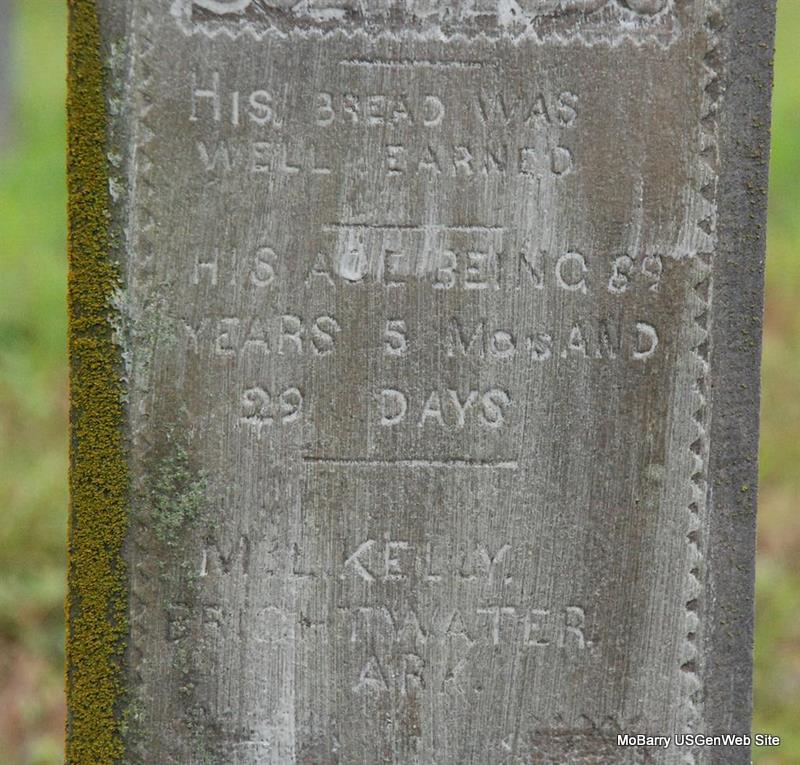 HIS BREAD WAS
WELL EARNED
HIS AGE BEING 89
YEARS 5 MOS. AND
29 DAYS
M. L. KELLY.
BRIGHTWATER.
ARK.
MoBarry USGenWeb Site